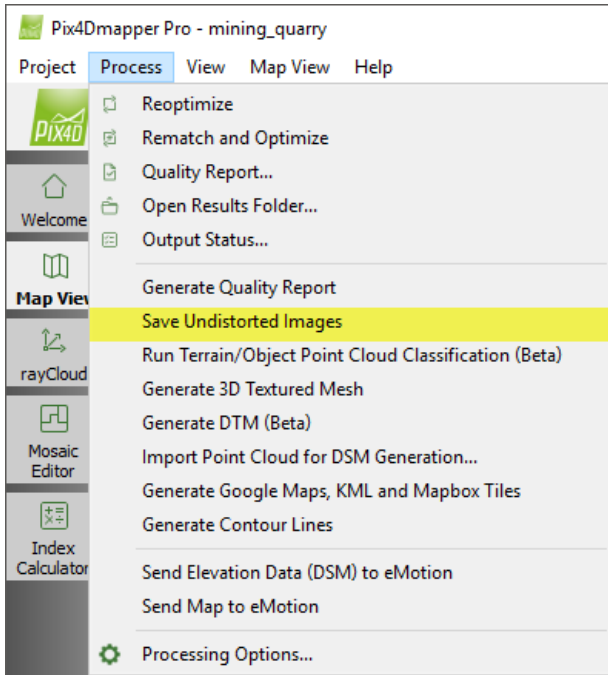 Pix4Dmapper Pro - mining_quarry
Project Process View Map View Help
PIX4D
Welcome
Map View
rayCloud
Mosaic
Editor
Index
Calculator
Reoptimize
Rematch and Optimize
Quality Report...
Open Results Folder...
Output Status...
Generate Quality Report
Save Undistorted Images
Run Terrain/Object Point Cloud Classification (Beta)
Generate 3D Textured Mesh
Generate DTM (Beta)
Import Point Cloud for DSM Generation...
Generate Google Maps, KML and Mapbox Tiles
Generate Contour Lines
Send Elevation Data (DSM) to eMotion
Send Map to eMotion
Processing Options...